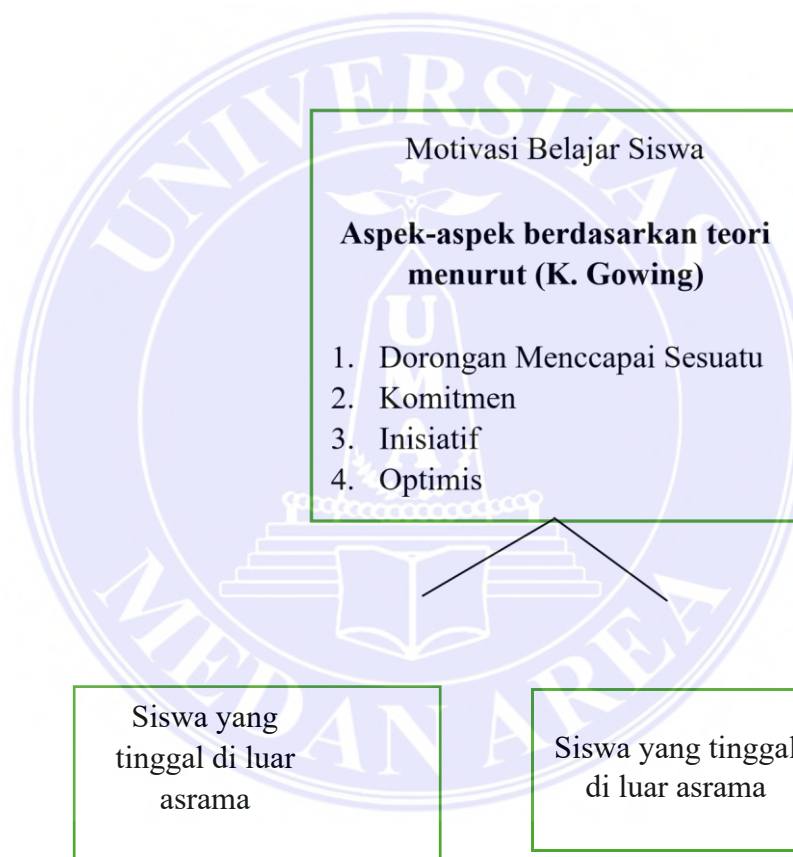 UNIVERSITAS
Motivasi Belajar Siswa
Aspek-aspek berdasarkan teori
menurut (K. Gowing)
UMA
1. Dorongan Menccapai Sesuatu
2. Komitmen
3. Inisiatif
4. Optimis
MEDAN AREA
Siswa yang
tinggal di luar
asrama
Siswa yang tinggal
di luar asrama